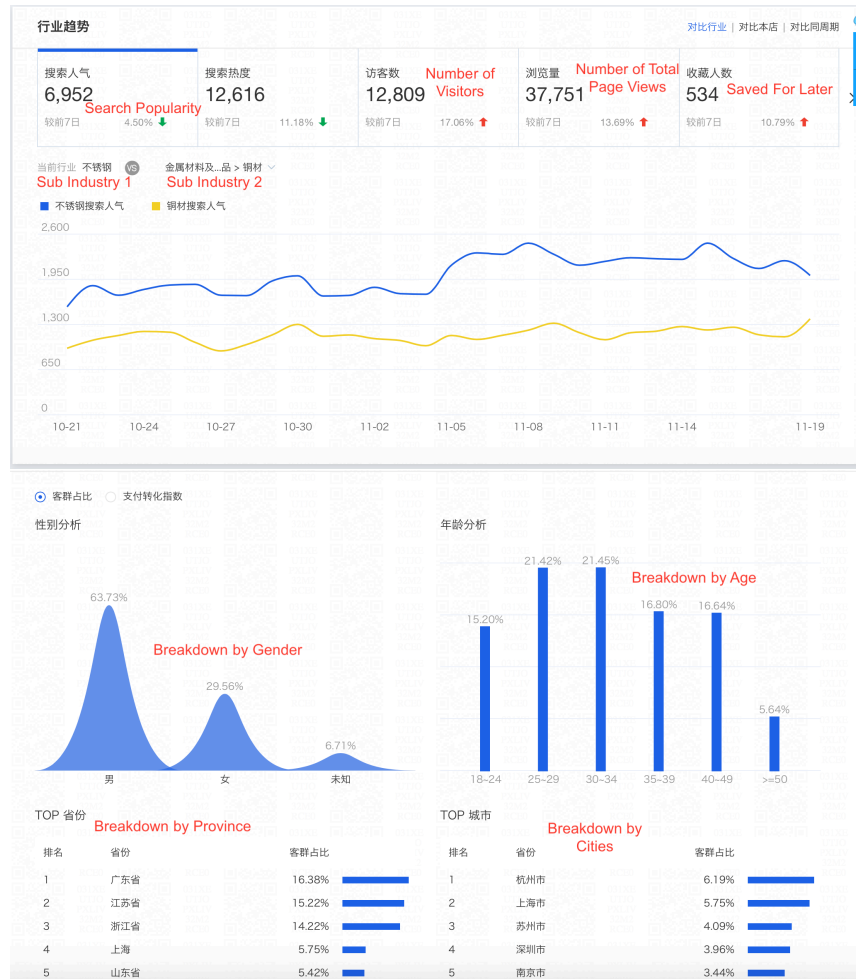 行业趋势
对比行业 | 对比本店 | 对比同周期
搜索人气
6,952
Search Popularity
较前7日 4.50%
搜索热度
12,616
较前7日 11.18%
访客数
Number of
Visitors
12,809
较前7日 17.06%
浏览量
Number of Total
Page Views
37,751
较前7日 13.69%
收藏人数
534
Saved For Later
较前7日 10.79%
当前行业 不锈钢 VS 金属材料及...品 > 铜材
Sub Industry 1 Sub Industry 2
不锈钢搜索人气 铜材搜索人气
2,600
1,950
1,300
650
0
10-21 10-24 10-27 10-30 11-02 11-05 11-08 11-11 11-14 11-19
客群占比 支付转化指数
性别分析
63.73%
Breakdown by Gender
29.56%
6.71%
男 女 未知
年龄分析
21.42% 21.45%
Breakdown by Age
15.20% 16.80% 16.64%
5.64%
18~24 25~29 30~34 35~39 40~49 >=50
TOP 省份
Breakdown by Province
排名 省份 客群占比
1 广东省 16.38%
2 江苏省 15.22%
3 浙江省 14.22%
4 上海 5.75%
5 山东省 5.42%
TOP 城市
Breakdown by
Cities
排名 省份 客群占比
1 杭州市 6.19%
2 上海市 5.75%
3 苏州市 4.09%
4 深圳市 3.96%
5 南京市 3.44%